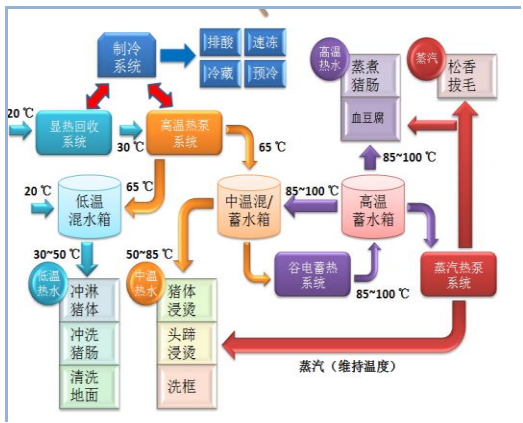 制冷
系统
排酸
速冻
冷藏
预冷
高温
热水
蒸煮
猪肠
血豆腐
蒸汽
松香
拔毛
20 ℃
显热回收
系统
30 ℃
高温热泵
系统
65 ℃
85~100 ℃
20 ℃
低温
混水箱
65 ℃
中温混/
蓄水箱
85~100 ℃
高温
蓄水箱
30~50 ℃
50~85 ℃
谷电蓄热
系统
85~100 ℃
蒸汽热泵
系统
低温
热水
冲淋
猪体
冲洗
猪肠
清洗
地面
中温
热水
猪体
浸烫
头蹄
浸烫
洗框
蒸汽（维持温度）